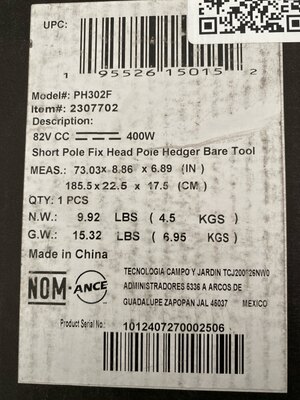 UPC:
1 95526 15015 2
Model#: PH302F
Item#: 2307702
Description:
82V CC 400W
Short Pole Fix Head Pole Hedger Bare Tool
MEAS.: 73.03× 8.86 × 6.89 (IN)
185.5 x 22.5 × 17.5 (CM)
QTY: 1 PCS
N.W.: 9.92 LBS ( 4.5 KGS)
G.W.: 15.32 LBS ( 6.95 KGS)
Made in China
NOM-ANCE
TECNOLOGIA CAMPO Y JARDIN TCJ200126NW0
ADMINISTRADORES 5336 A ARCOS DE
GUADALUPE ZAPOPAN JAL 45037 MEXICO
Product Serial No.:
1012407270002506